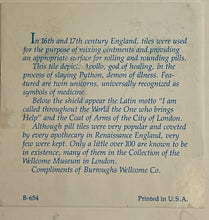 In 16th and 17th century England, tiles were used
for the purpose of mixing ointments and providing
an appropriate surface for rolling and rounding pills.
This tile depicts Apollo, god of healing, in the
process of slaying Python, demon of illness. Fea-
tured are twin unicorns, universally recognized
as symbols of medicine.
Below the shield appear the Latin motto "I am
called throughout the World the One who brings
Help" and the Coat of Arms of the City of London.
Although pill tiles were very popular and coveted
by every apothecary in Renaissance England, very
few were kept. Only a little over 100 are known to be
in existence, many of them in the Collection of the
Wellcome Museum in London.
Compliments of Burroughs Wellcome Co.
B-654 Printed in U.S.A.